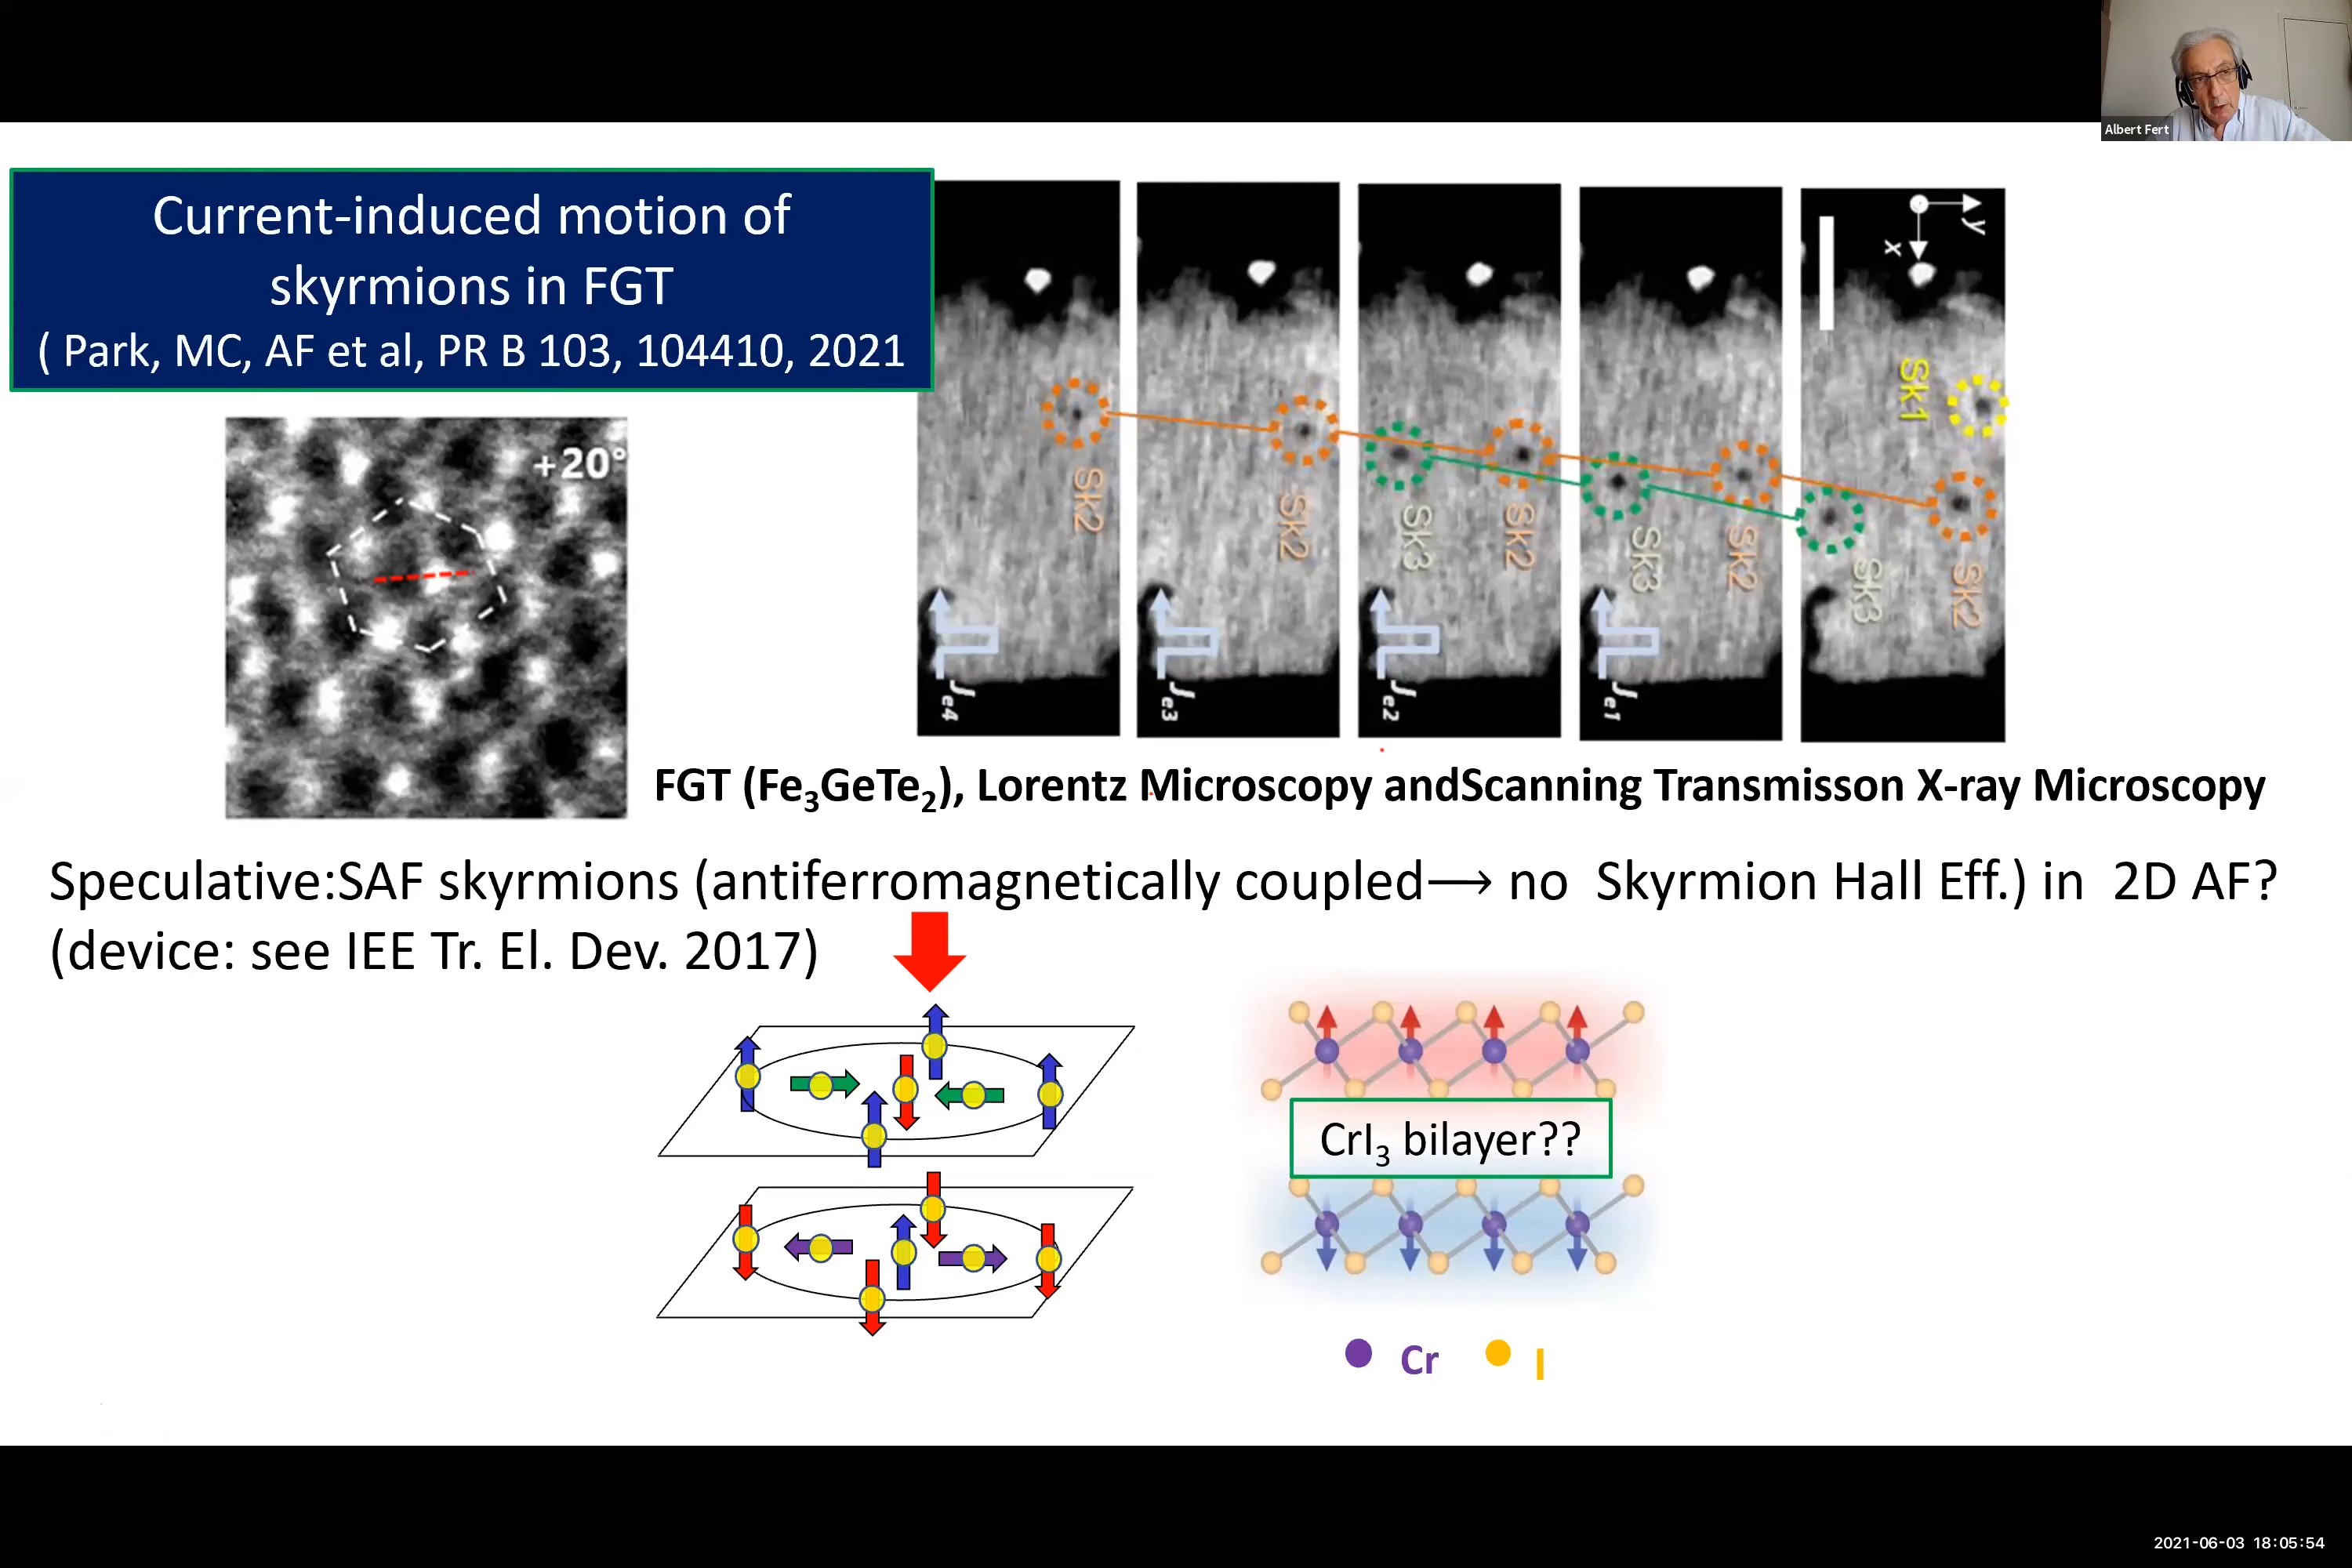 Albert Fert
Current-induced motion of
skyrmions in FGT
( Park, MC, AF et al, PR B 103, 104410, 2021
+20°
Sk2
Je4
Sk2
Je3
Sk3
Sk2
Je2
Sk3
Sk2
Je1
y
x
Sk1
Sk3
Sk2
FGT (Fe3GeTe2), Lorentz Microscopy andScanning Transmisson X-ray Microscopy
Speculative:SAF skyrmions (antiferromagnetically coupled⟶ no Skyrmion Hall Eff.) in 2D AF?
(device: see IEE Tr. El. Dev. 2017)
CrI3 bilayer??
Cr I
2021-06-03 18:05:54